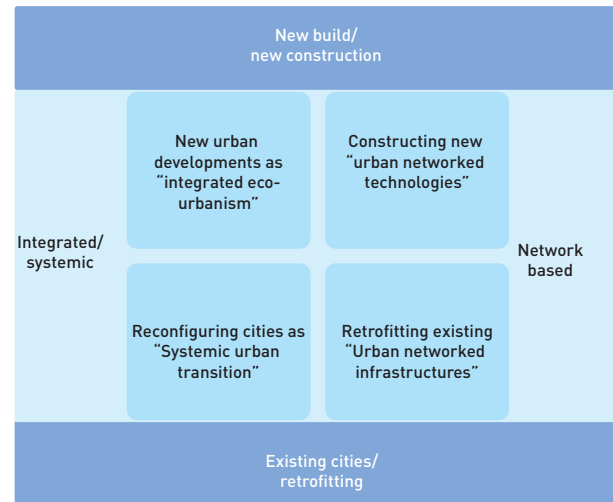 New build/
new construction
New urban
developments as
“integrated eco-
urbanism”
Constructing new
“urban networked
technologies”
Integrated/
systemic
Network
based
Reconfiguring cities as
“Systemic urban
transition”
Retrofitting existing
“Urban networked
infrastructures”
Existing cities/
retrofitting